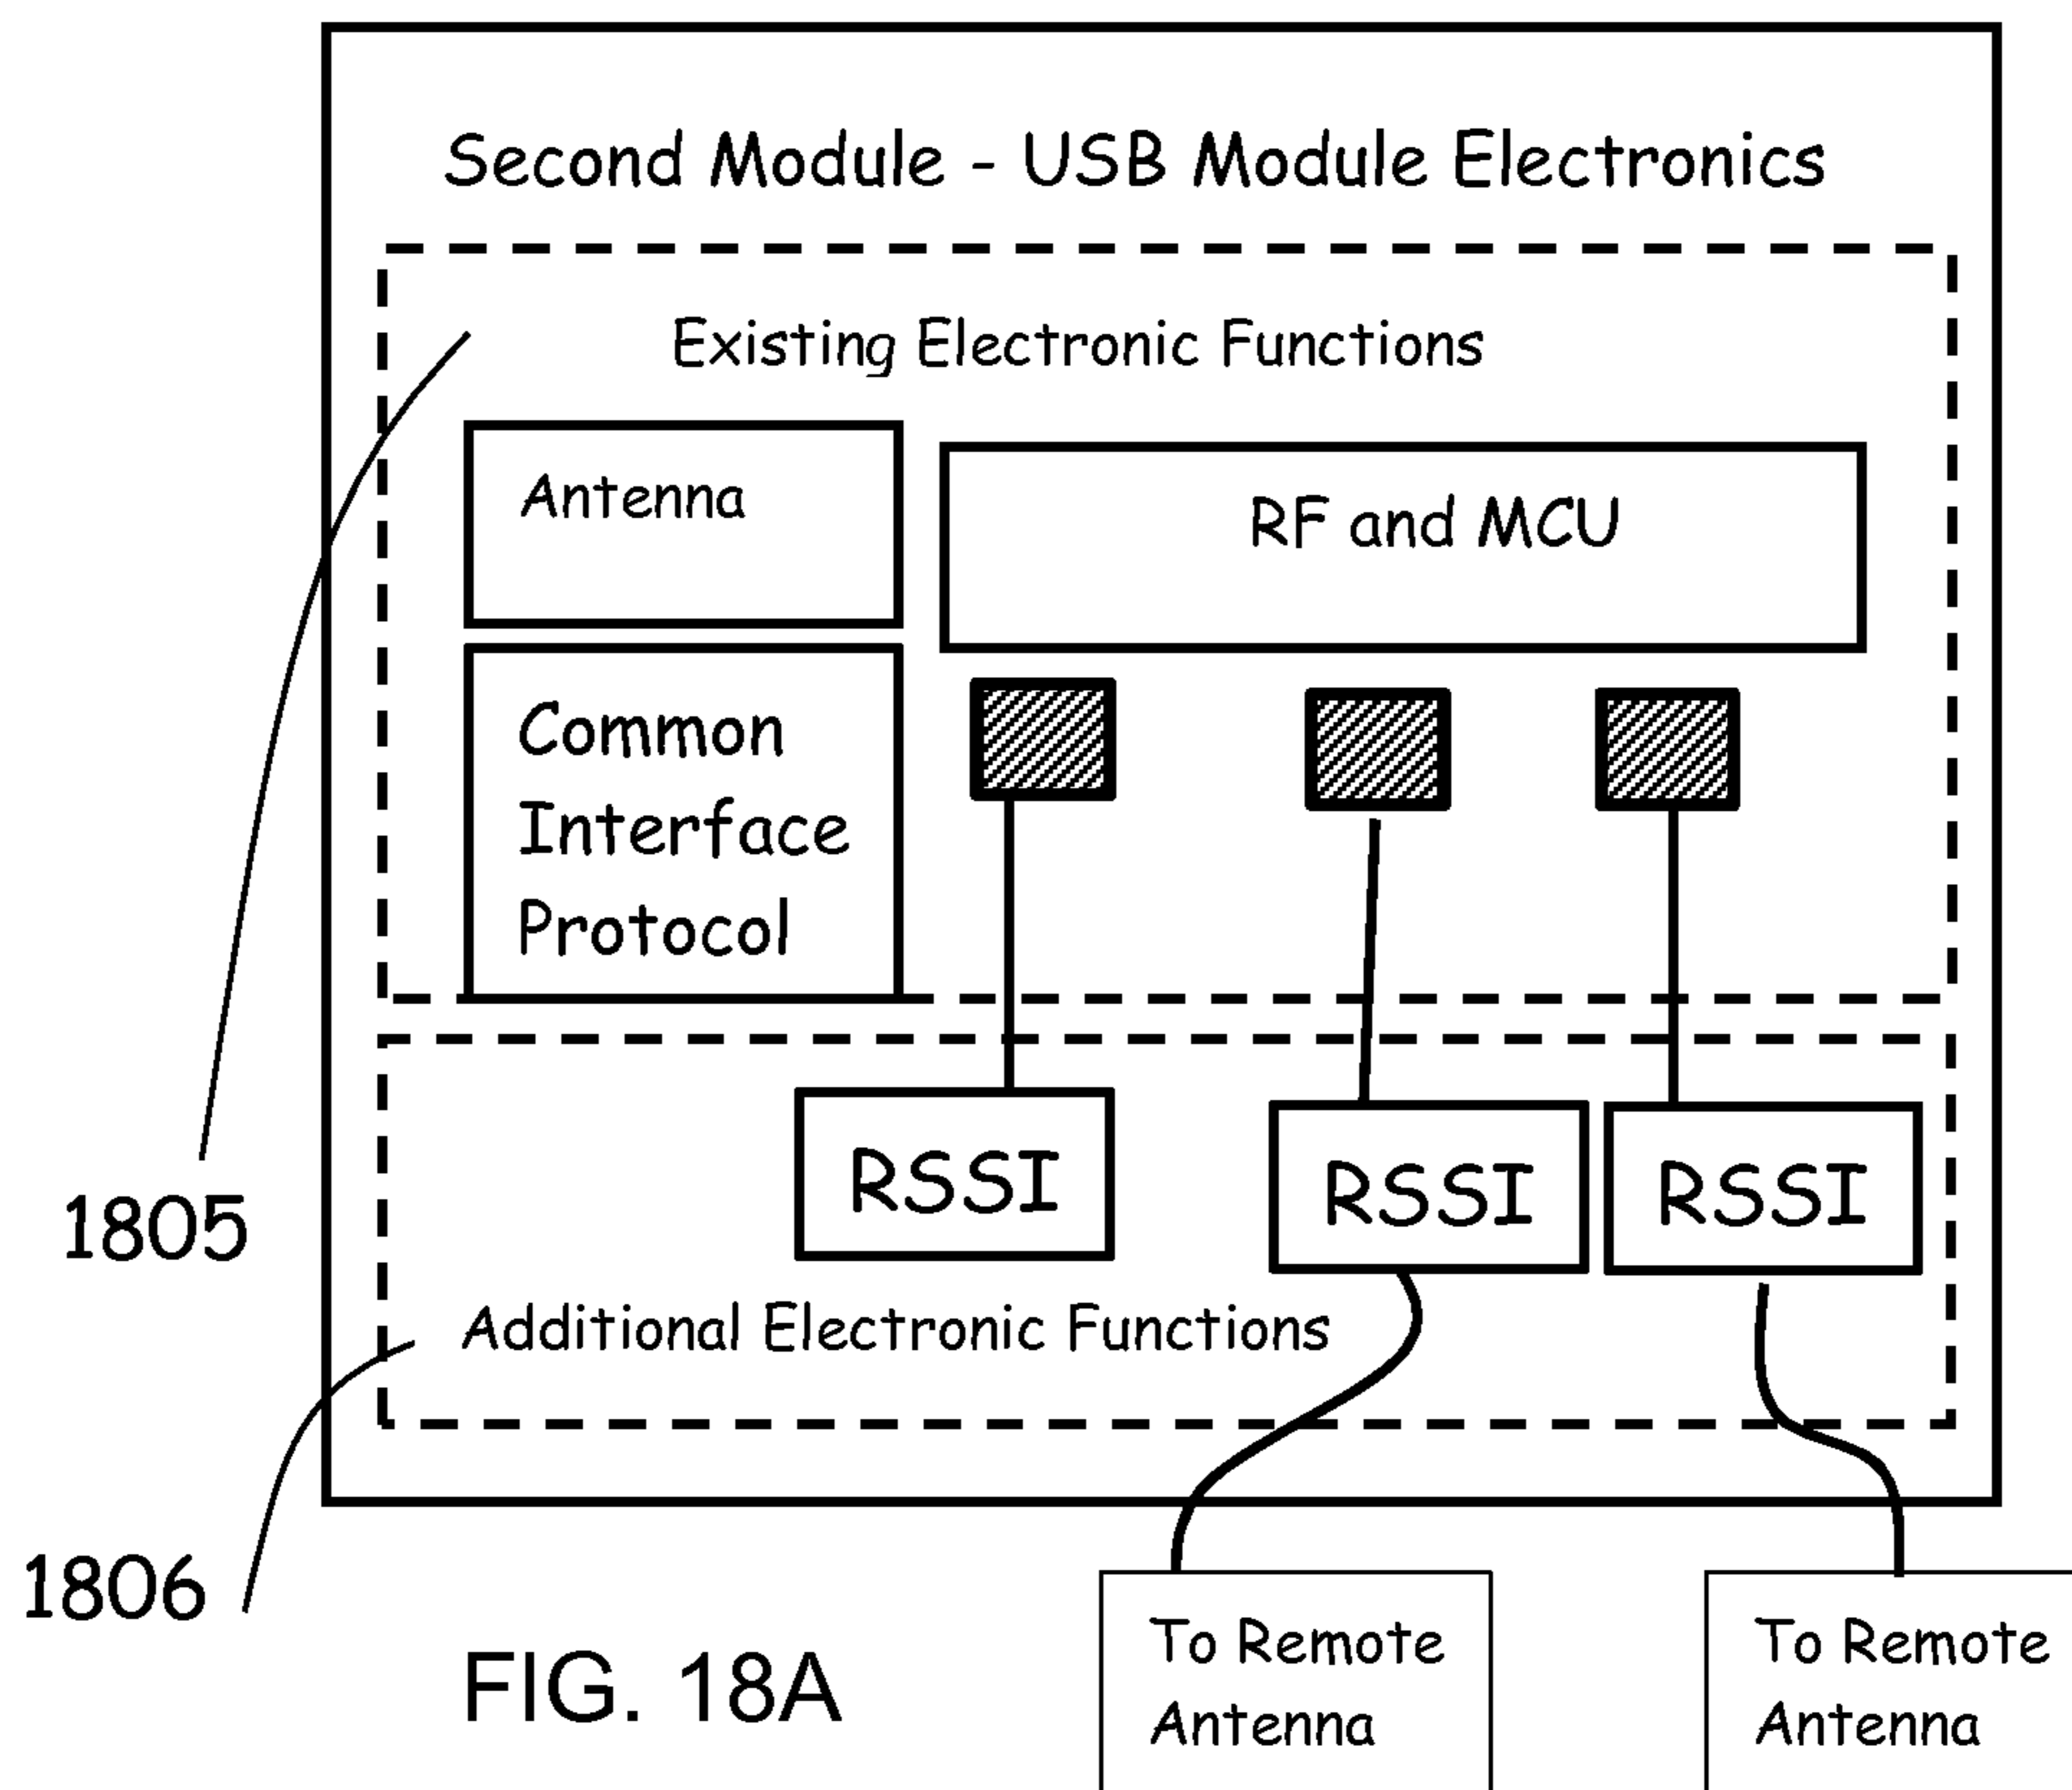 Second Module - USB Module Electronics
Existing Electronic Functions
Antenna
RF and MCU
Common
Interface
Protocol
RSSI
RSSI
RSSI
1805
Additional Electronic Functions
1806
FIG. 18A
To Remote
Antenna
To Remote
Antenna